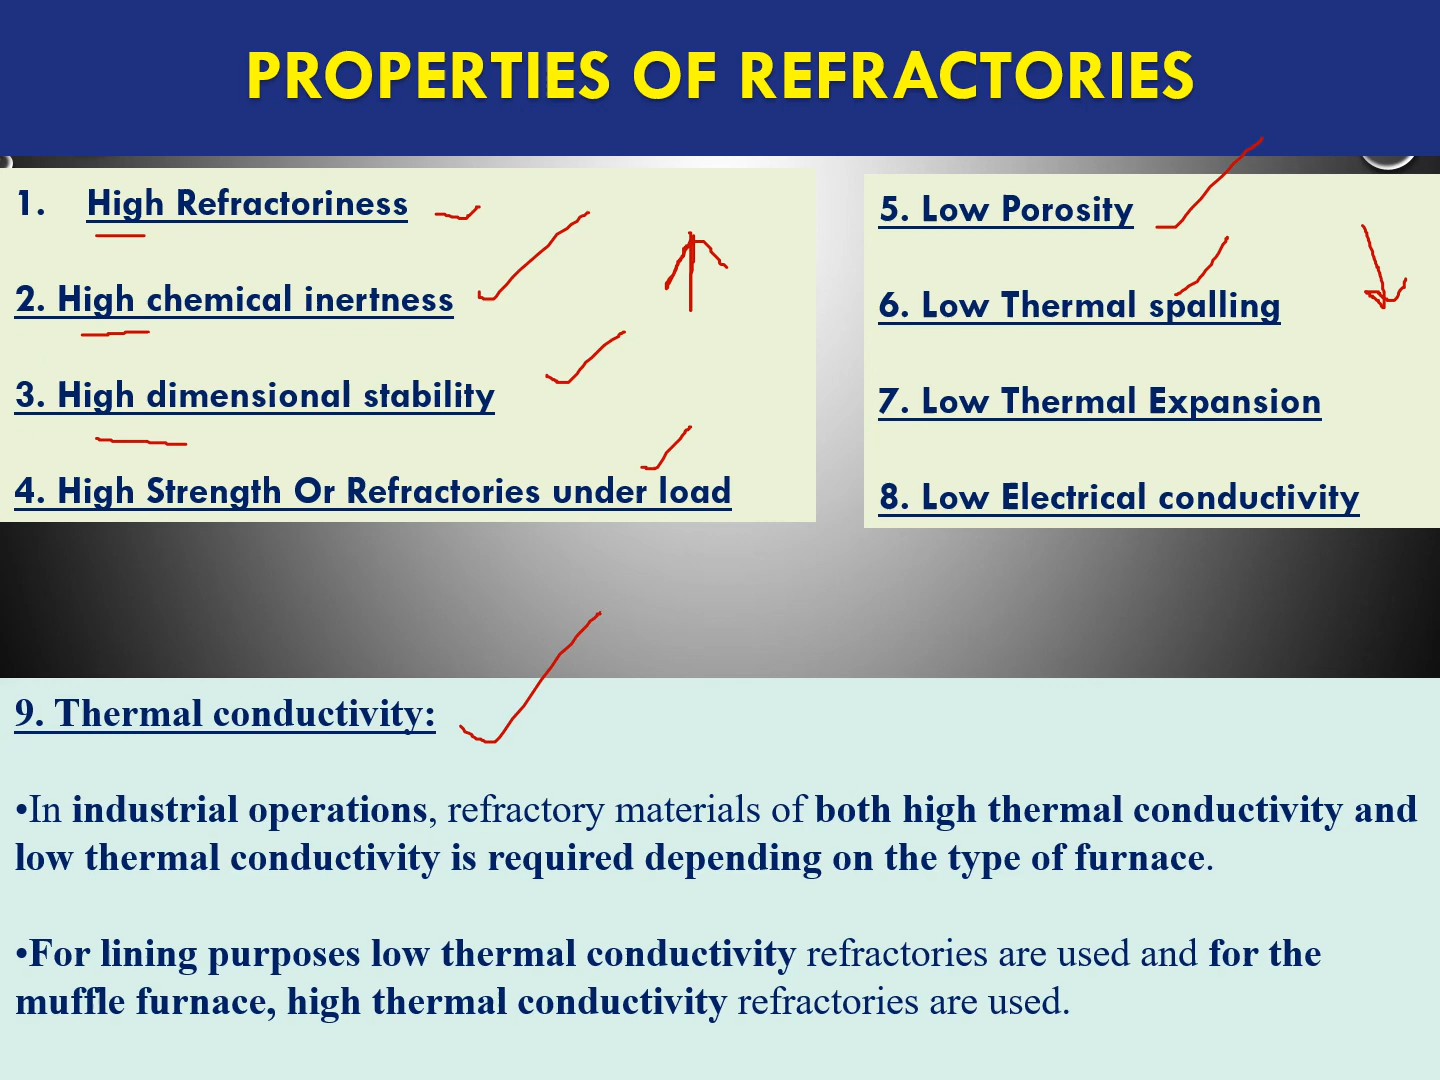 PROPERTIES OF REFRACTORIES
1. High Refractoriness
2. High chemical inertness
3. High dimensional stability
4. High Strength Or Refractories under load
5. Low Porosity
6. Low Thermal spalling
7. Low Thermal Expansion
8. Low Electrical conductivity
9. Thermal conductivity:
•In industrial operations, refractory materials of both high thermal conductivity and
low thermal conductivity is required depending on the type of furnace.
•For lining purposes low thermal conductivity refractories are used and for the
muffle furnace, high thermal conductivity refractories are used.